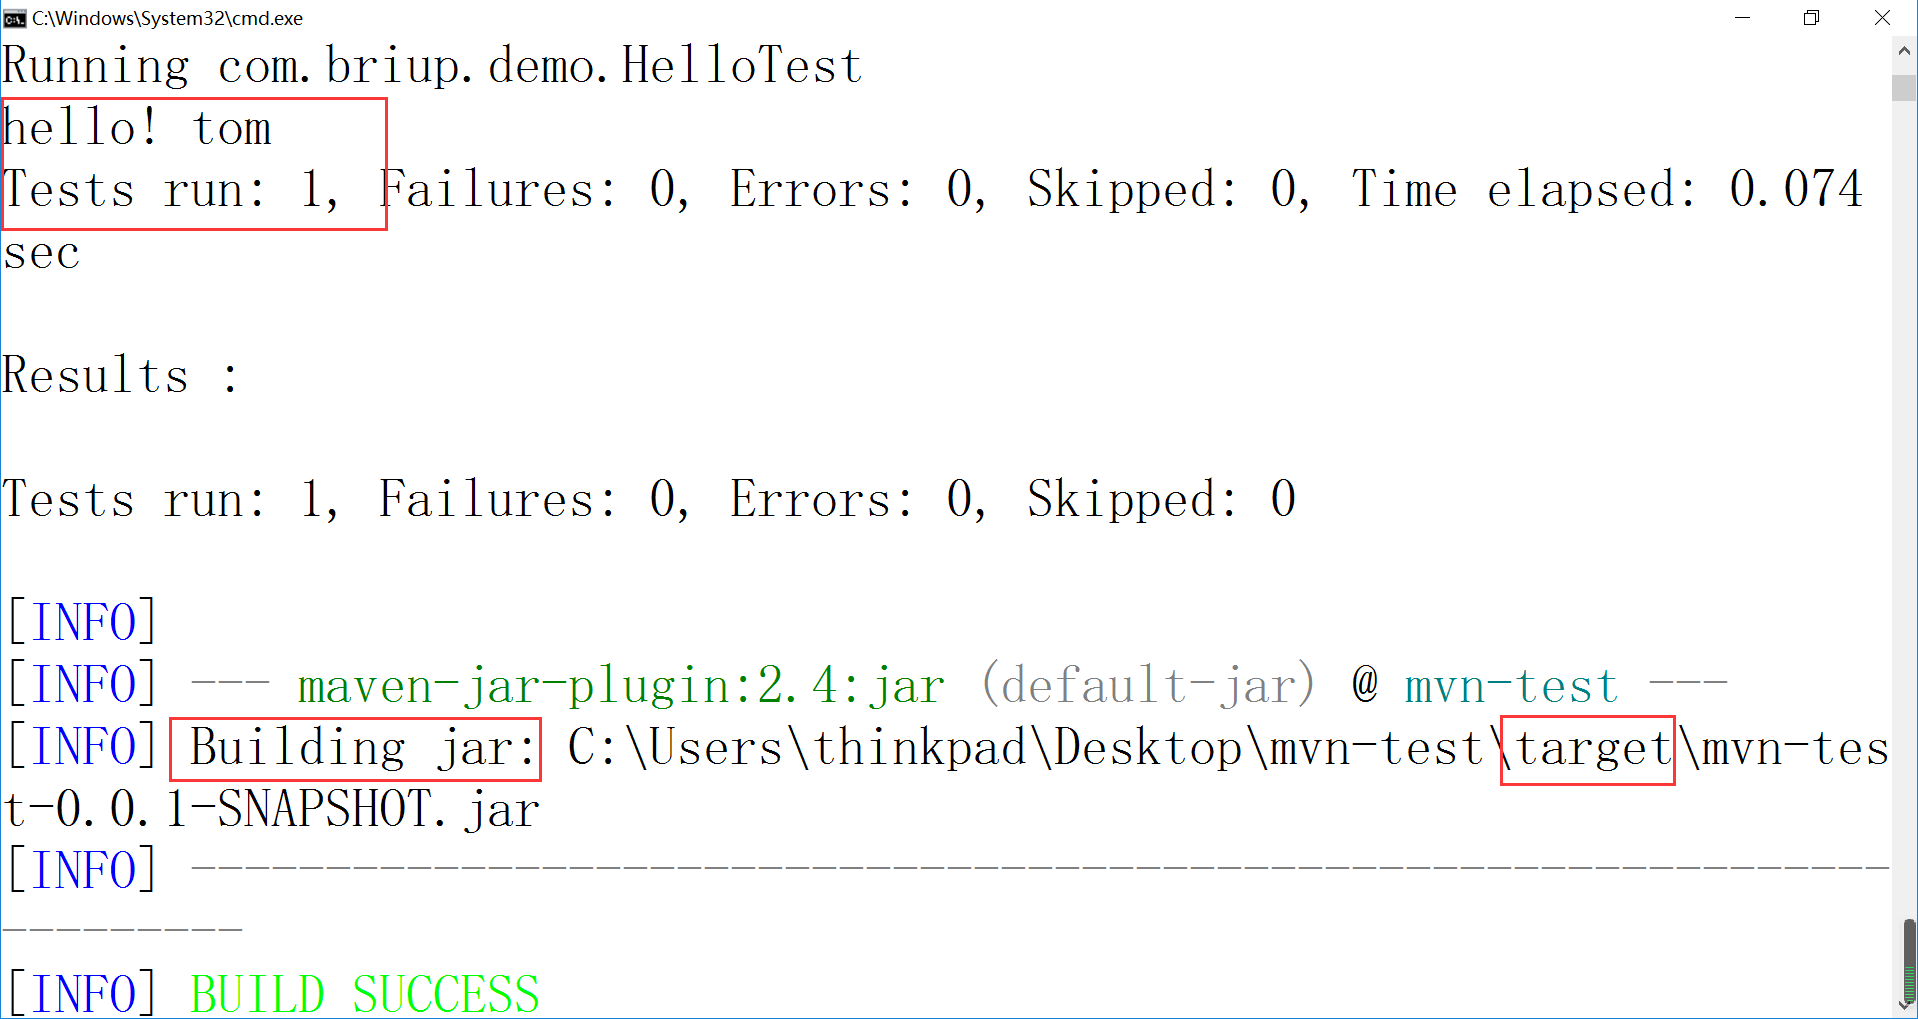 C:\Windows\System32\cmd.exe
Running com.briup.demo.HelloTest
hello! tom
Tests run: 1, Failures: 0, Errors: 0, Skipped: 0, Time elapsed: 0.074
sec
Results :
Tests run: 1, Failures: 0, Errors: 0, Skipped: 0
[INFO]
[INFO] --- maven-jar-plugin:2.4:jar (default-jar) @ mvn-test ---
[INFO] Building jar: C:\Users\thinkpad\Desktop\mvn-test\target\mvn-tes
t-0.0.1-SNAPSHOT.jar
[INFO] ---------------------------------------------------------------
---------
[INFO] BUILD SUCCESS